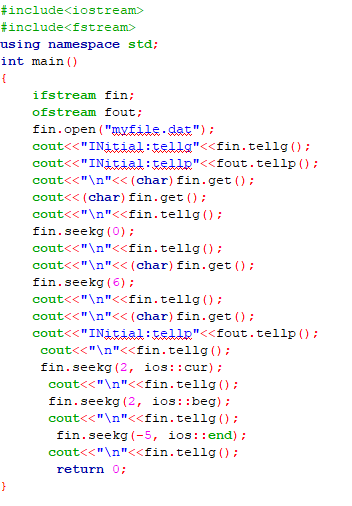 #include<iostream>
#include<fstream>
using namespace std;
int main()
{
ifstream fin;
ofstream fout;
fin.open("myfile.dat");
cout<<"INitial:tellg"<<fin.tellg();
cout<<"INitial:tellp"<<fout.tellp();
cout<<"\n"<<(char)fin.get();
cout<<(char)fin.get();
cout<<"\n"<<fin.tellg();
fin.seekg(0);
cout<<"\n"<<fin.tellg();
cout<<"\n"<<(char)fin.get();
fin.seekg(6);
cout<<"\n"<<fin.tellg();
cout<<"\n"<<(char)fin.get();
cout<<"INitial:tellp"<<fout.tellp();
cout<<"\n"<<fin.tellg();
fin.seekg(2, ios::cur);
cout<<"\n"<<fin.tellg();
fin.seekg(2, ios::beg);
cout<<"\n"<<fin.tellg();
fin.seekg(-5, ios::end);
cout<<"\n"<<fin.tellg();
return 0;
}